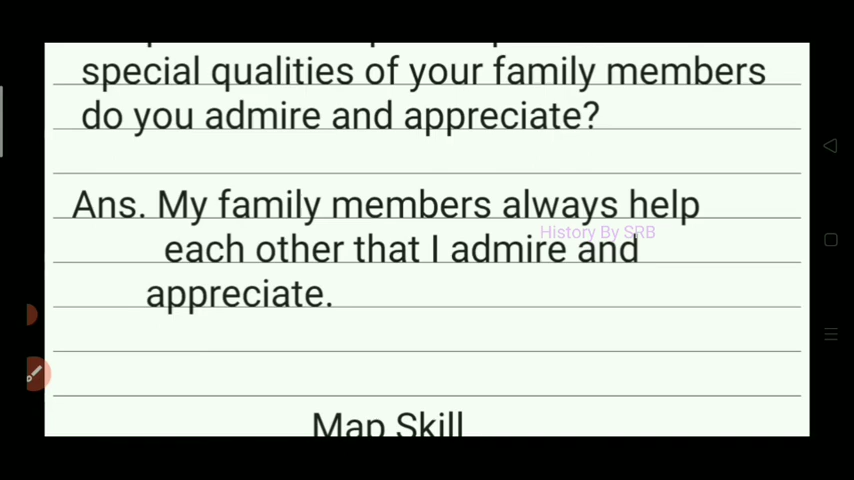 special qualities of your family members
do you admire and appreciate?
Ans. My family members always help
History By SRB
each other that I admire and
appreciate.
Map Skill